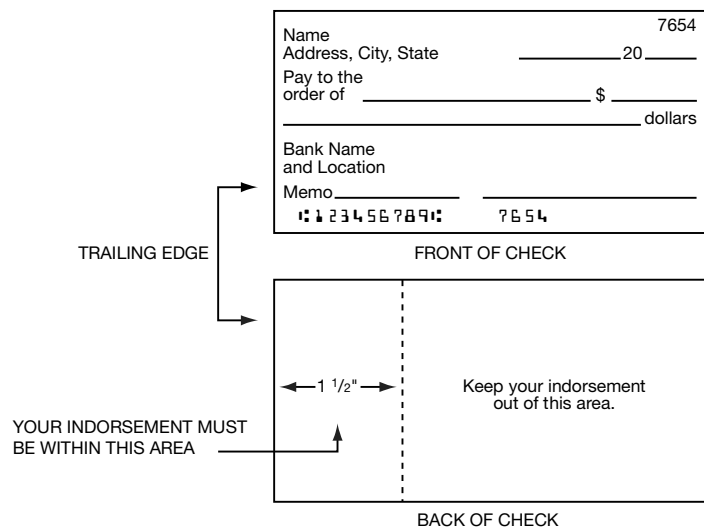 7654
Name
Address, City, State 20
Pay to the
order of $
dollars
Bank Name
and Location
Memo
⑆123456789⑆ 7654
TRAILING EDGE
FRONT OF CHECK
1 1/2"
Keep your indorsement
out of this area.
YOUR INDORSEMENT MUST
BE WITHIN THIS AREA
BACK OF CHECK